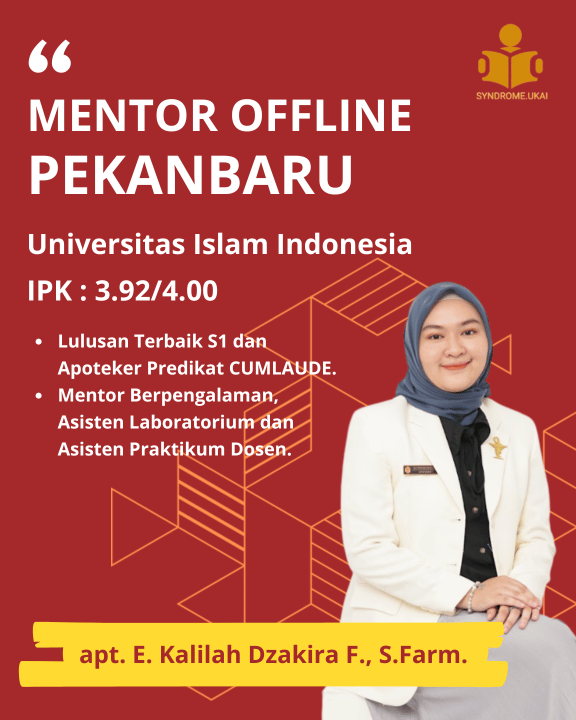 “
SYNDROME.UKAI
MENTOR OFFLINE
PEKANBARU
Universitas Islam Indonesia
IPK : 3.92/4.00
• Lulusan Terbaik S1 dan
Apoteker Predikat CUMLAUDE.
• Mentor Berpengalaman,
Asisten Laboratorium dan
Asisten Praktikum Dosen.
apt. E. Kalilah Dzakira F., S.Farm.